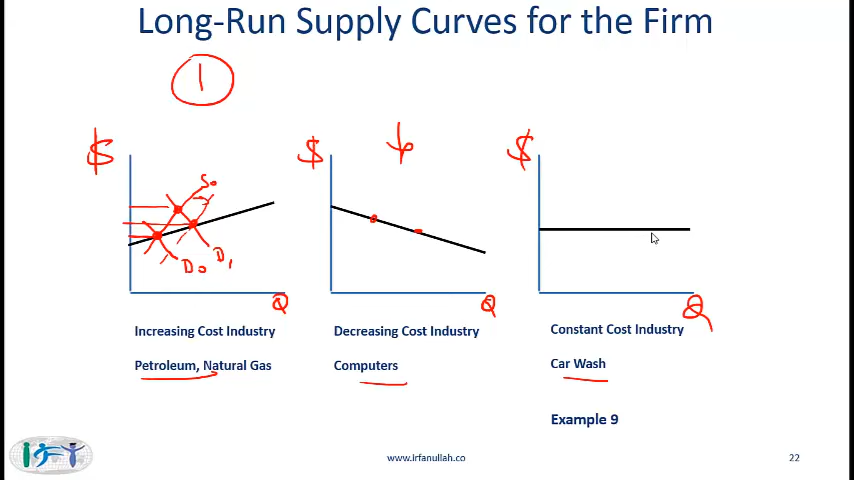 Long-Run Supply Curves for the Firm
1
$
$
$
S0
D0
D1
Q
Q
Q
Increasing Cost Industry
Decreasing Cost Industry
Constant Cost Industry
Petroleum, Natural Gas
Computers
Car Wash
Example 9
www.irfanullah.co
22